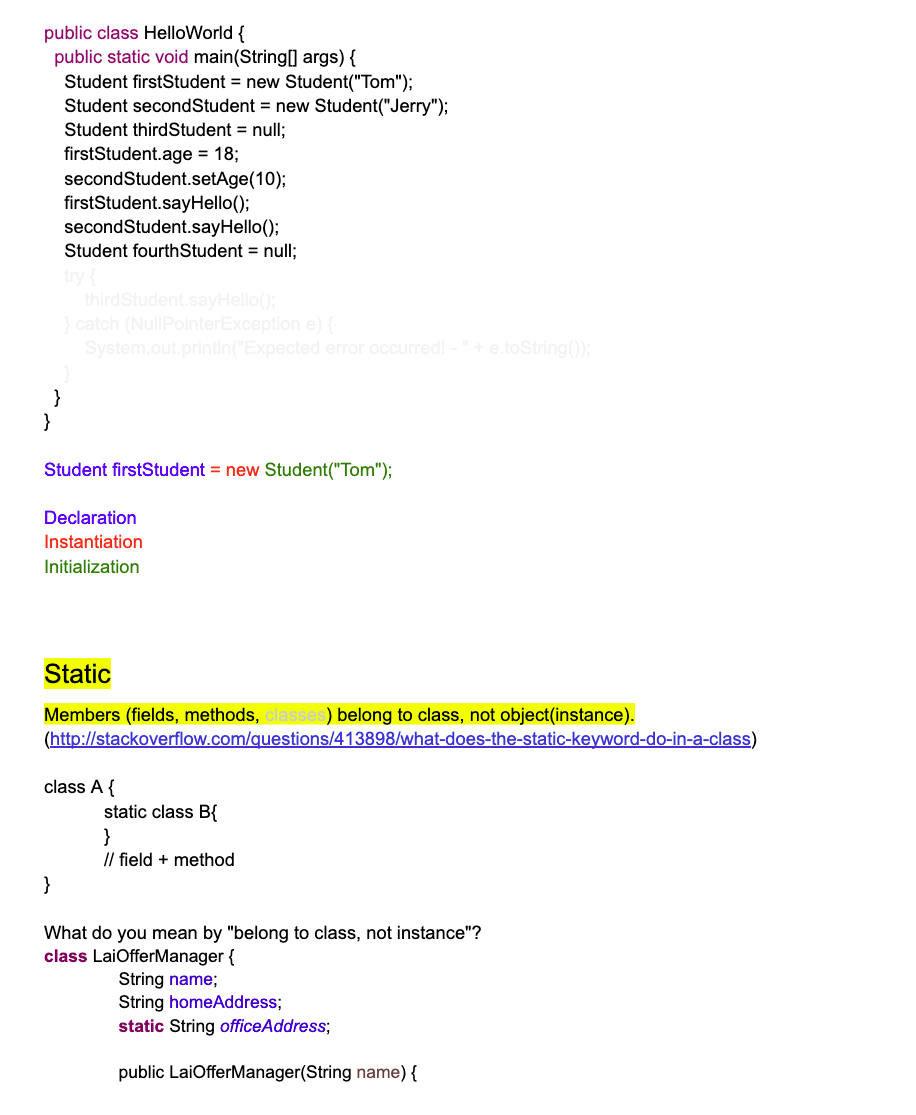 public class HelloWorld {
public static void main(String[] args) {
Student firstStudent = new Student("Tom");
Student secondStudent = new Student("Jerry");
Student thirdStudent = null;
firstStudent.age = 18;
secondStudent.setAge(10);
firstStudent.sayHello();
secondStudent.sayHello();
Student fourthStudent = null;
try {
thirdStudent.sayHello();
} catch (NullPointerException e) {
System.out.println("Expected error occurred! - " + e.toString());
}
}
}
Student firstStudent = new Student("Tom");
Declaration
Instantiation
Initialization
Static
Members (fields, methods, classes) belong to class, not object(instance).
(http://stackoverflow.com/questions/413898/what-does-the-static-keyword-do-in-a-class)
class A {
static class B{
}
// field + method
}
What do you mean by "belong to class, not instance"?
class LaiOfferManager {
String name;
String homeAddress;
static String officeAddress;
public LaiOfferManager(String name) {